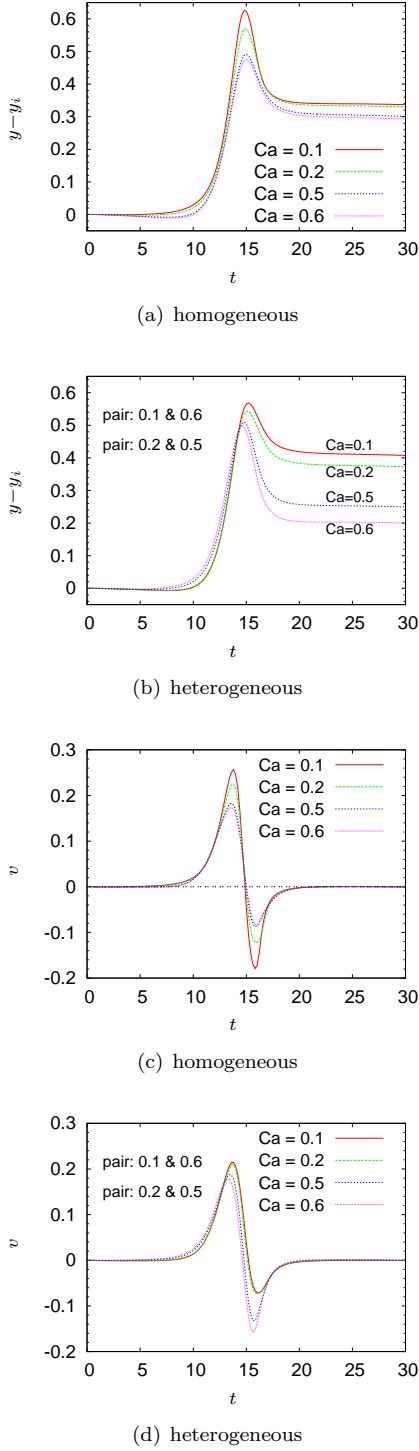 0.6
0.5
0.4
0.3
0.2
0.1
0
y−yi
Ca = 0.1
Ca = 0.2
Ca = 0.5
Ca = 0.6
0 5 10 15 20 25 30
t
(a) homogeneous
0.6
0.5
0.4
0.3
0.2
0.1
0
y−yi
pair: 0.1 & 0.6
pair: 0.2 & 0.5
Ca=0.1
Ca=0.2
Ca=0.5
Ca=0.6
0 5 10 15 20 25 30
t
(b) heterogeneous
0.3
0.2
0.1
0
-0.1
-0.2
v
Ca = 0.1
Ca = 0.2
Ca = 0.5
Ca = 0.6
0 5 10 15 20 25 30
t
(c) homogeneous
0.3
0.2
0.1
0
-0.1
-0.2
v
pair: 0.1 & 0.6
pair: 0.2 & 0.5
Ca = 0.1
Ca = 0.2
Ca = 0.5
Ca = 0.6
0 5 10 15 20 25 30
t
(d) heterogeneous